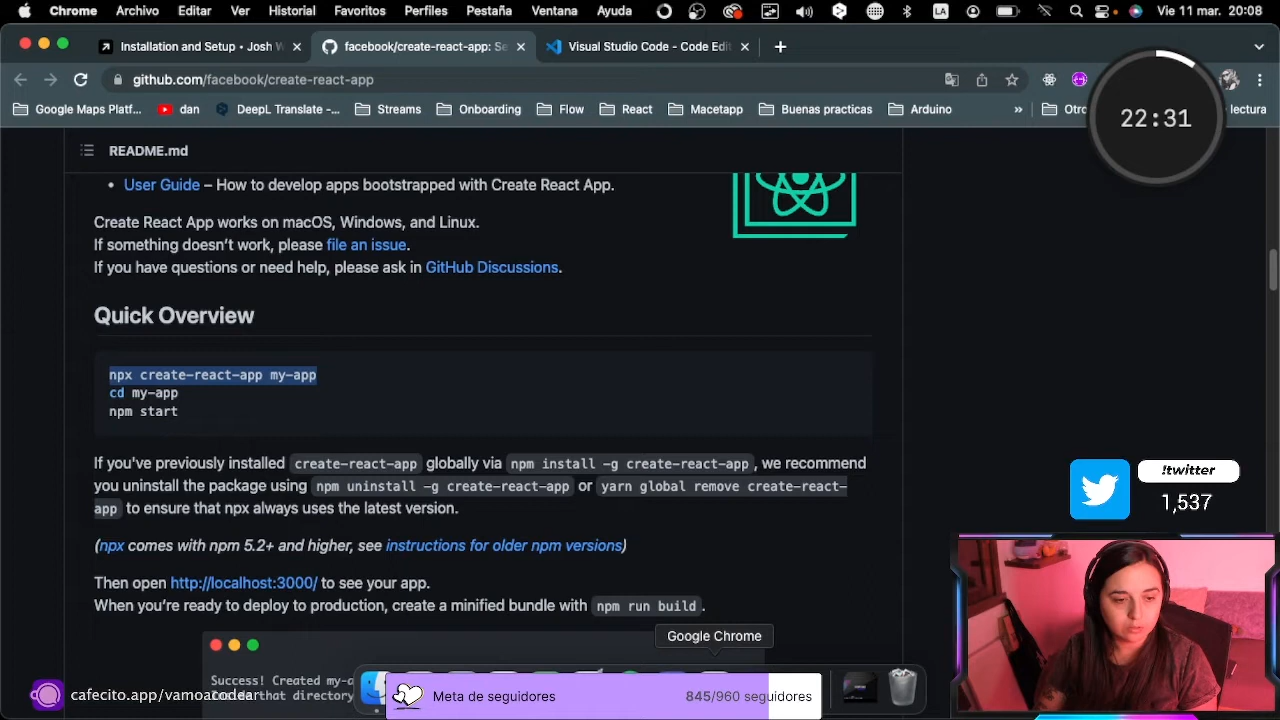 Chrome Archivo Editar Ver Historial Favoritos Perfiles Pestaña Ventana Ayuda LA Vie 11 mar. 20:08
Installation and Setup • Josh W
facebook/create-react-app: Se
Visual Studio Code - Code Edit
github.com/facebook/create-react-app
Google Maps Platf... dan DeepL Translate -... Streams Onboarding Flow React Macetapp Buenas practicas Arduino » Otro lectura
22:31
README.md
• User Guide – How to develop apps bootstrapped with Create React App.
Create React App works on macOS, Windows, and Linux.
If something doesn't work, please file an issue.
If you have questions or need help, please ask in GitHub Discussions.
Quick Overview
npx create-react-app my-app
cd my-app
npm start
If you've previously installed create-react-app globally via npm install -g create-react-app, we recommend
you uninstall the package using npm uninstall -g create-react-app or yarn global remove create-react-
app to ensure that npx always uses the latest version.
(npx comes with npm 5.2+ and higher, see instructions for older npm versions)
Then open http://localhost:3000/ to see your app.
When you're ready to deploy to production, create a minified bundle with npm run build.
!twitter
1,537
Google Chrome
Success! Created my-a
that directory
cafecito.app/vamoacodear
Meta de seguidores 845/960 seguidores